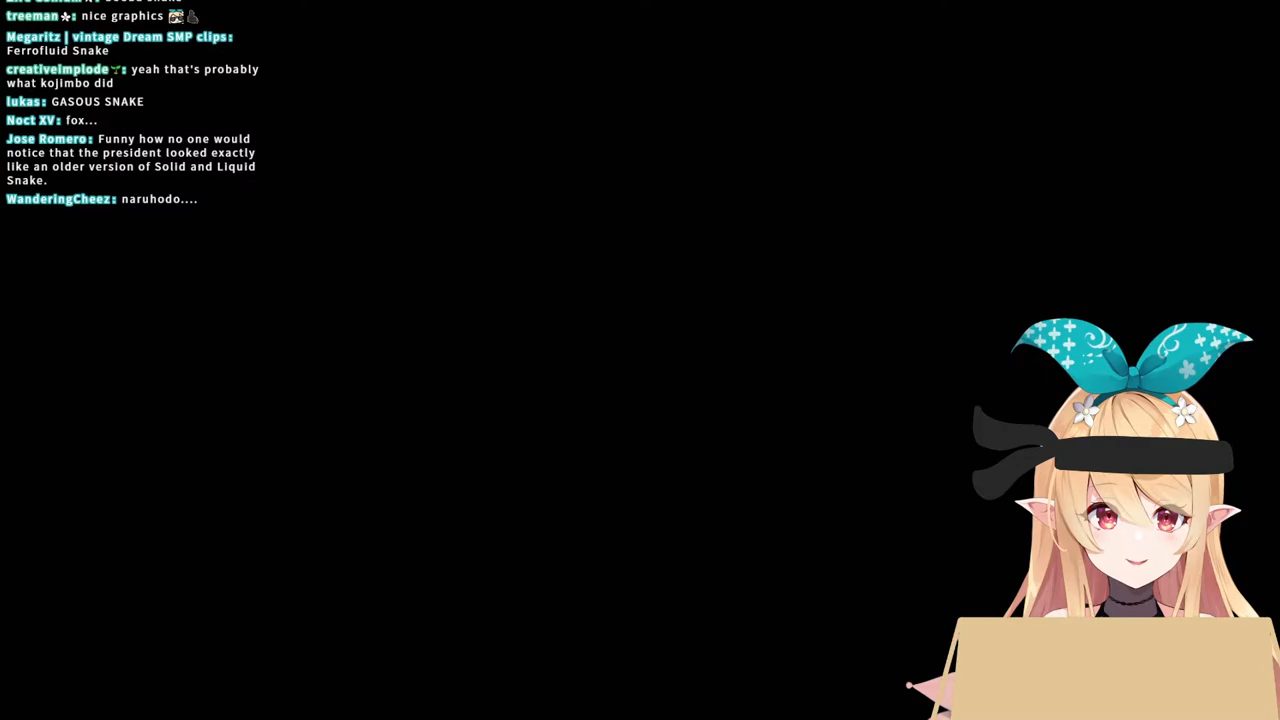 treeman: nice graphics
Megaritz | vintage Dream SMP clips:
Ferrofluid Snake
creativeimplode: yeah that's probably
what kojimbo did
lukas: GASOUS SNAKE
Noct XV: fox...
Jose Romero: Funny how no one would
notice that the president looked exactly
like an older version of Solid and Liquid
Snake.
WanderingCheez: naruhodo....